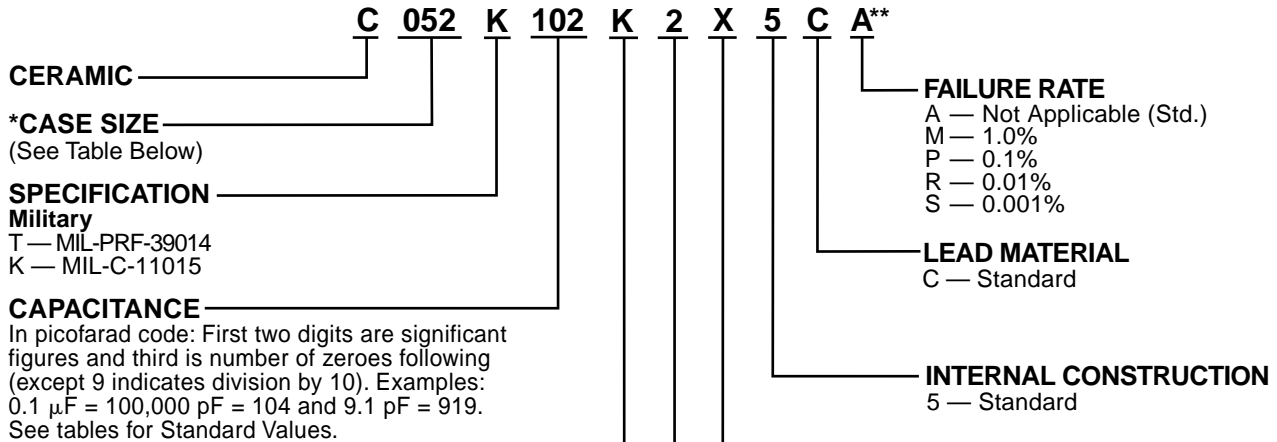 C 052 K 102 K 2 X 5 C A**
CERAMIC
*CASE SIZE
(See Table Below)
SPECIFICATION
Military
T — MIL-PRF-39014
K — MIL-C-11015
CAPACITANCE
In picofarad code: First two digits are significant
figures and third is number of zeroes following
(except 9 indicates division by 10). Examples:
0.1 μF = 100,000 pF = 104 and 9.1 pF = 919.
See tables for Standard Values.
FAILURE RATE
A — Not Applicable (Std.)
M — 1.0%
P — 0.1%
R — 0.01%
S — 0.001%
LEAD MATERIAL
C — Standard
INTERNAL CONSTRUCTION
5 — Standard